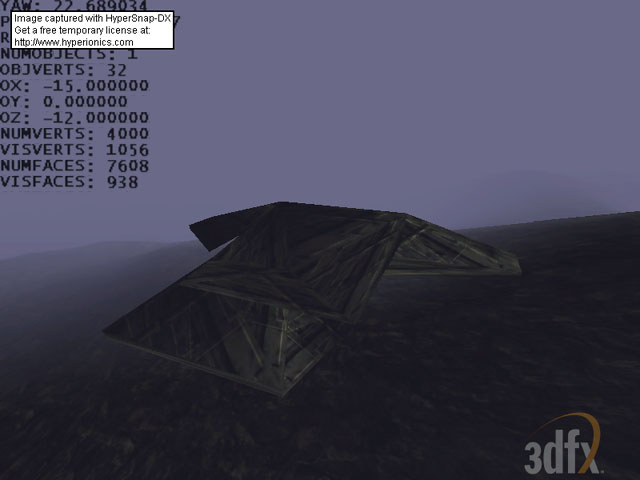 YAW: 22.689034
Image captured with HyperSnap-DX
Get a free temporary license at:
http://www.hyperionics.com
P 7
R
NUMOBJECTS: 1
OBJVERTS: 32
OX: -15.000000
OY: 0.000000
OZ: -12.000000
NUMVERTS: 4000
VISVERTS: 1056
NUMFACES: 7608
VISFACES: 938
3dfx